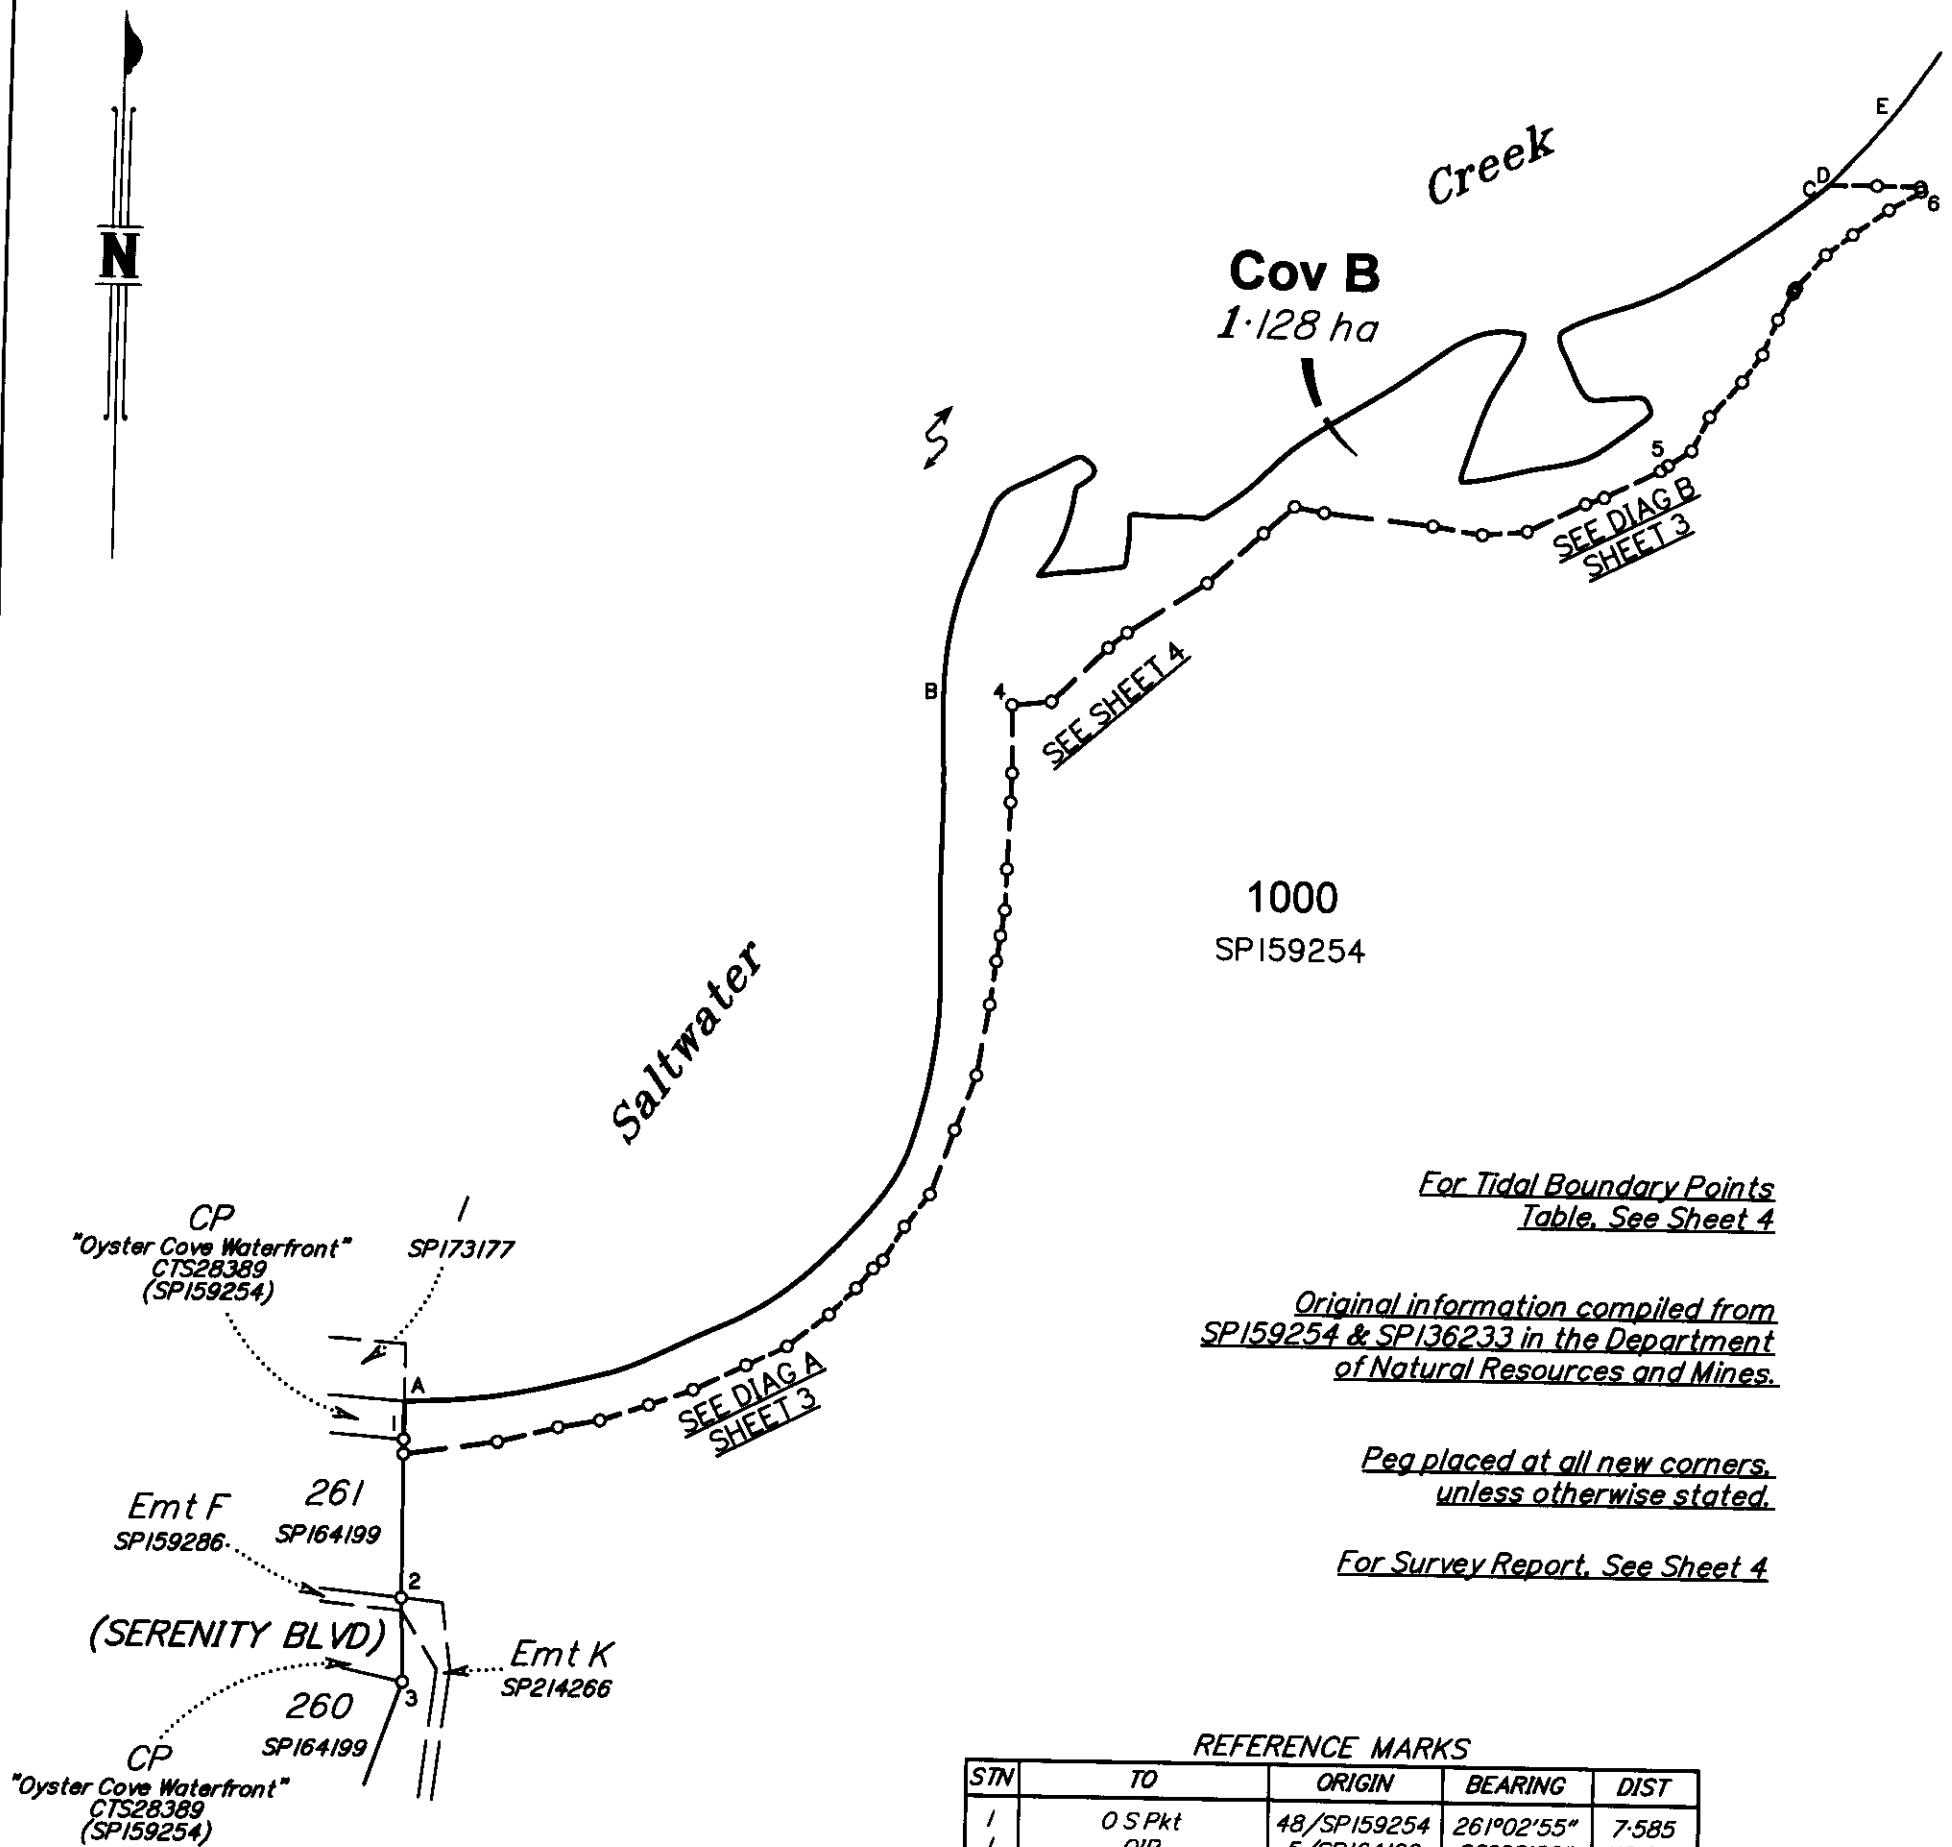 N
Creek
E
D
C
6
Cov B
1·128 ha
5
SEE DIAG B
SHEET 3
B
4
SEE SHEET 4
1000
SP159254
Saltwater
For Tidal Boundary Points
Table, See Sheet 4
CP
"Oyster Cove Waterfront"
CTS28389
(SP159254)
1
SP173177
Original information compiled from
SP159254 & SP136233 in the Department
of Natural Resources and Mines.
A
1
SEE DIAG A
SHEET 3
Peg placed at all new corners,
unless otherwise stated.
261
SP164199
Emt F
SP159286
For Survey Report, See Sheet 4
2
(SERENITY BLVD)
Emt K
SP214266
3
260
SP164199
CP
"Oyster Cove Waterfront"
CTS28389
(SP159254)
REFERENCE MARKS
STN TO ORIGIN BEARING DIST
1 O S Pkt 48/SP159254 261°02'55" 7·585